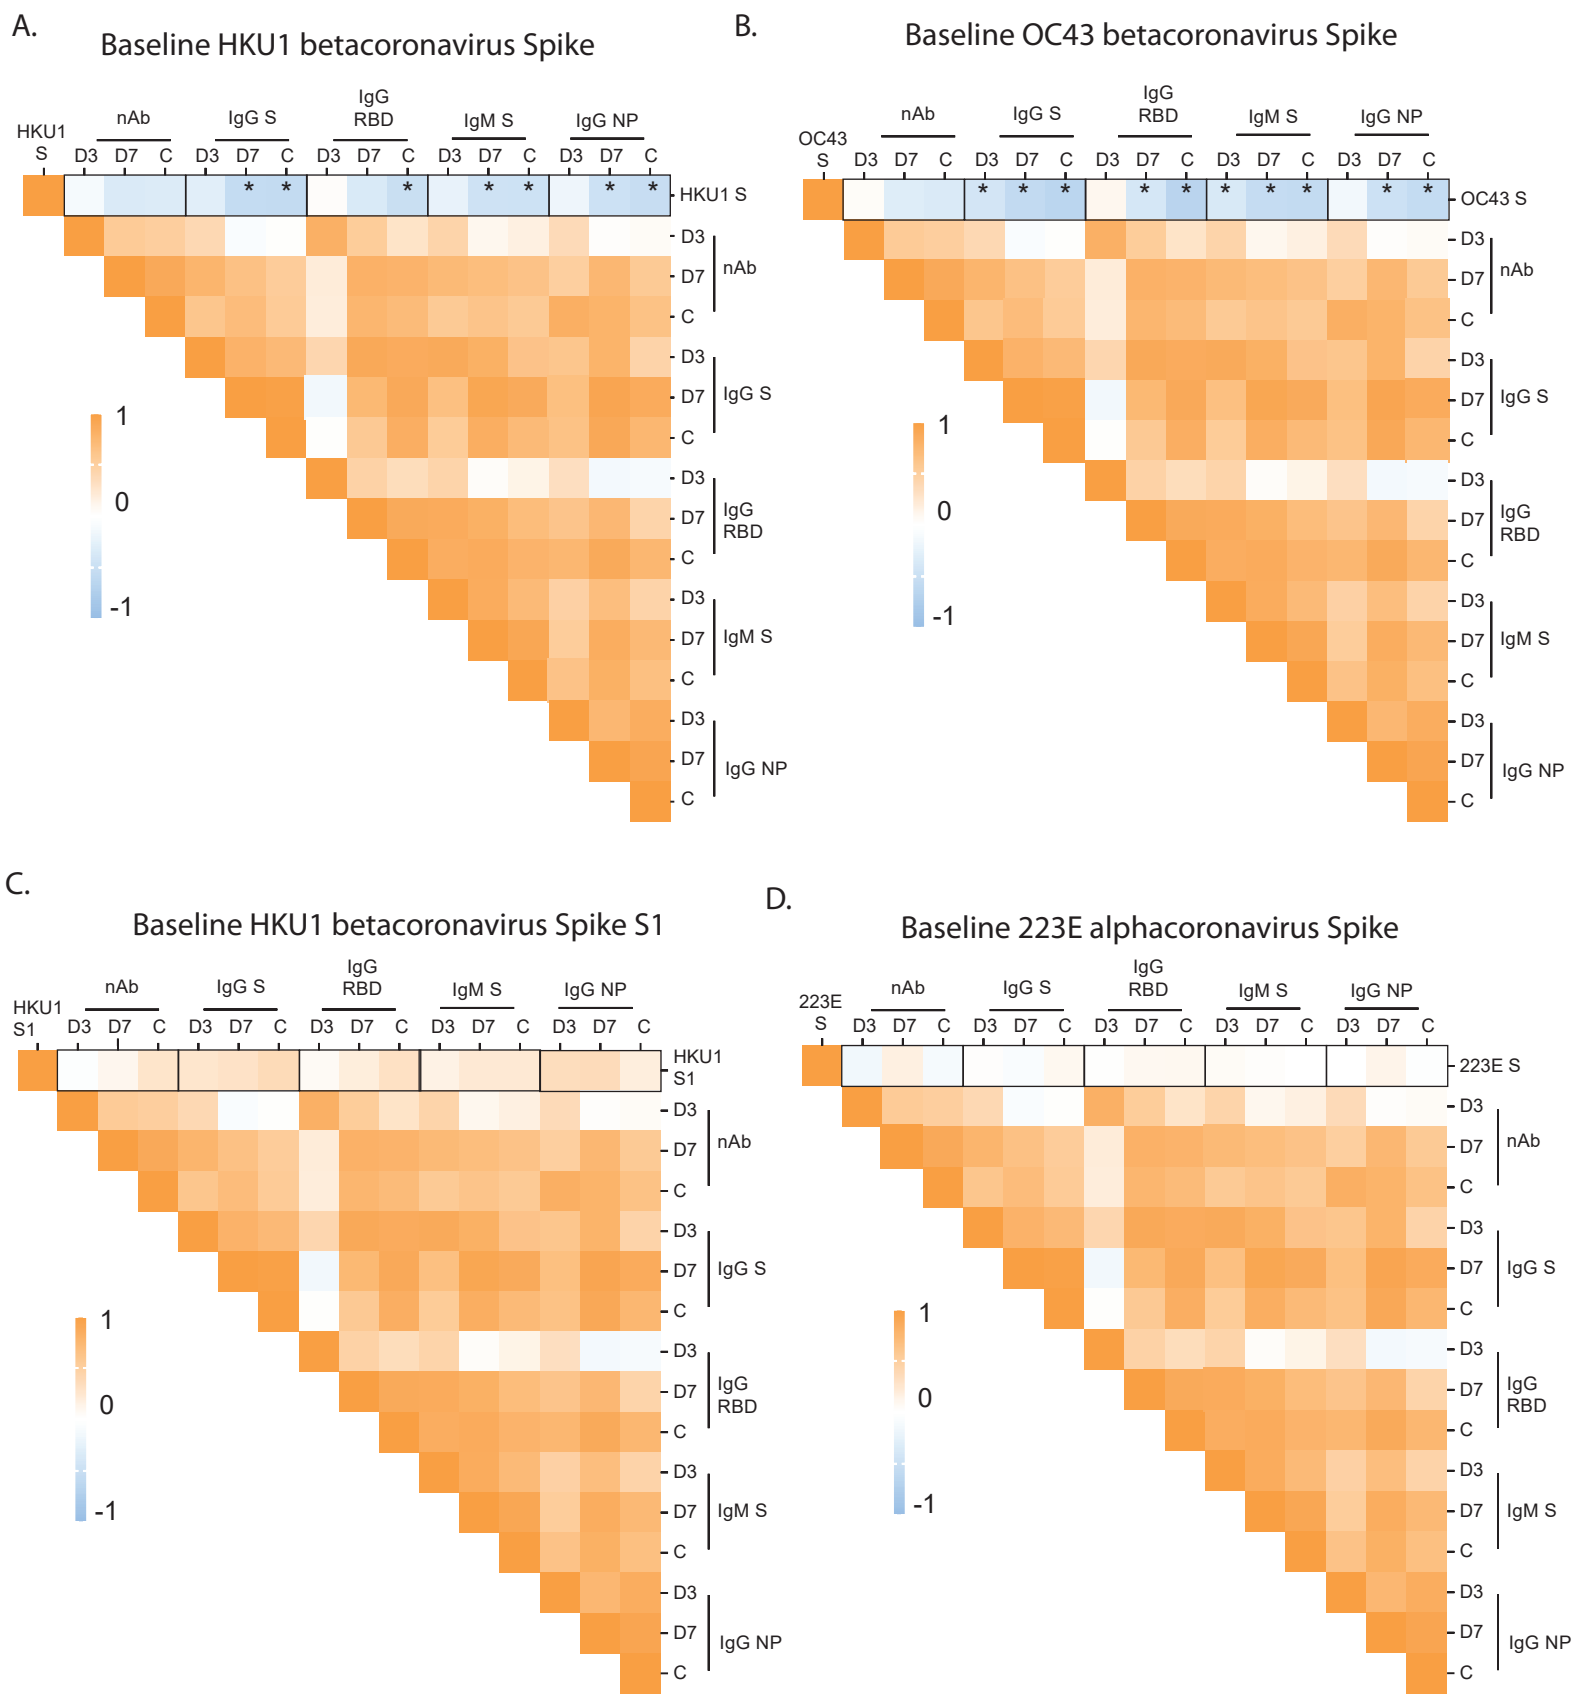 A.
Baseline HKU1 betacoronavirus Spike
HKU1
S
nAb
IgG S
IgG
RBD
IgM S
IgG NP
D3 D7 C D3 D7 C D3 D7 C D3 D7 C D3 D7 C
* * * * * * * HKU1 S
D3
D7
C
nAb
D3
D7
C
IgG S
D3
D7
C
IgG
RBD
D3
D7
C
IgM S
D3
D7
C
IgG NP
1
0
-1
B.
Baseline OC43 betacoronavirus Spike
OC43
S
nAb
IgG S
IgG
RBD
IgM S
IgG NP
D3 D7 C D3 D7 C D3 D7 C D3 D7 C D3 D7 C
* * * * * * * * * * OC43 S
D3
D7
C
nAb
D3
D7
C
IgG S
D3
D7
C
IgG
RBD
D3
D7
C
IgM S
D3
D7
C
IgG NP
1
0
-1
C.
Baseline HKU1 betacoronavirus Spike S1
HKU1
S1
nAb
IgG S
IgG
RBD
IgM S
IgG NP
D3 D7 C D3 D7 C D3 D7 C D3 D7 C D3 D7 C
HKU1
S1
D3
D7
C
nAb
D3
D7
C
IgG S
D3
D7
C
IgG
RBD
D3
D7
C
IgM S
D3
D7
C
IgG NP
1
0
-1
D.
Baseline 223E alphacoronavirus Spike
223E
S
nAb
IgG S
IgG
RBD
IgM S
IgG NP
D3 D7 C D3 D7 C D3 D7 C D3 D7 C D3 D7 C
223E S
D3
D7
C
nAb
D3
D7
C
IgG S
D3
D7
C
IgG
RBD
D3
D7
C
IgM S
D3
D7
C
IgG NP
1
0
-1